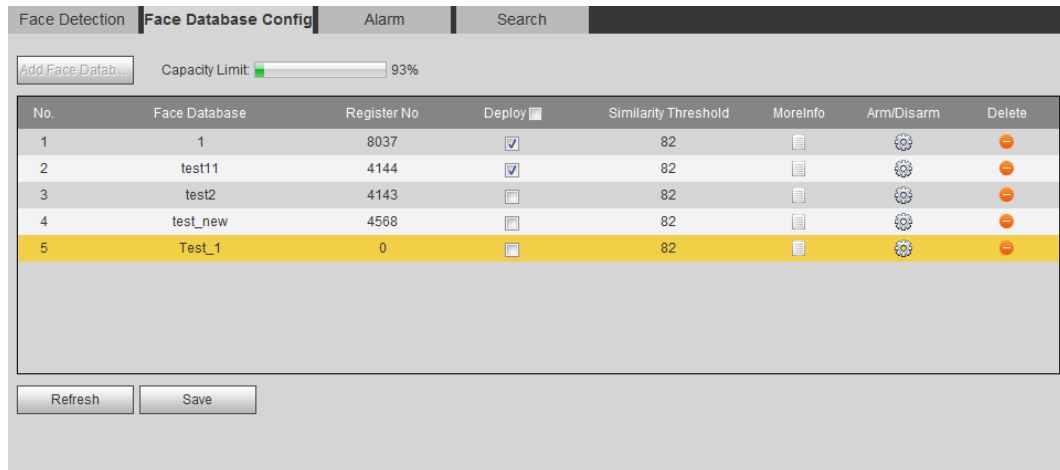 Face Detection Face Database Config Alarm Search
Add Face Datab... Capacity Limit: 93%
No. Face Database Register No Deploy Similarity Threshold MoreInfo Arm/Disarm Delete
1 1 8037 82
2 test11 4144 82
3 test2 4143 82
4 test_new 4568 82
5 Test_1 0 82
Refresh Save